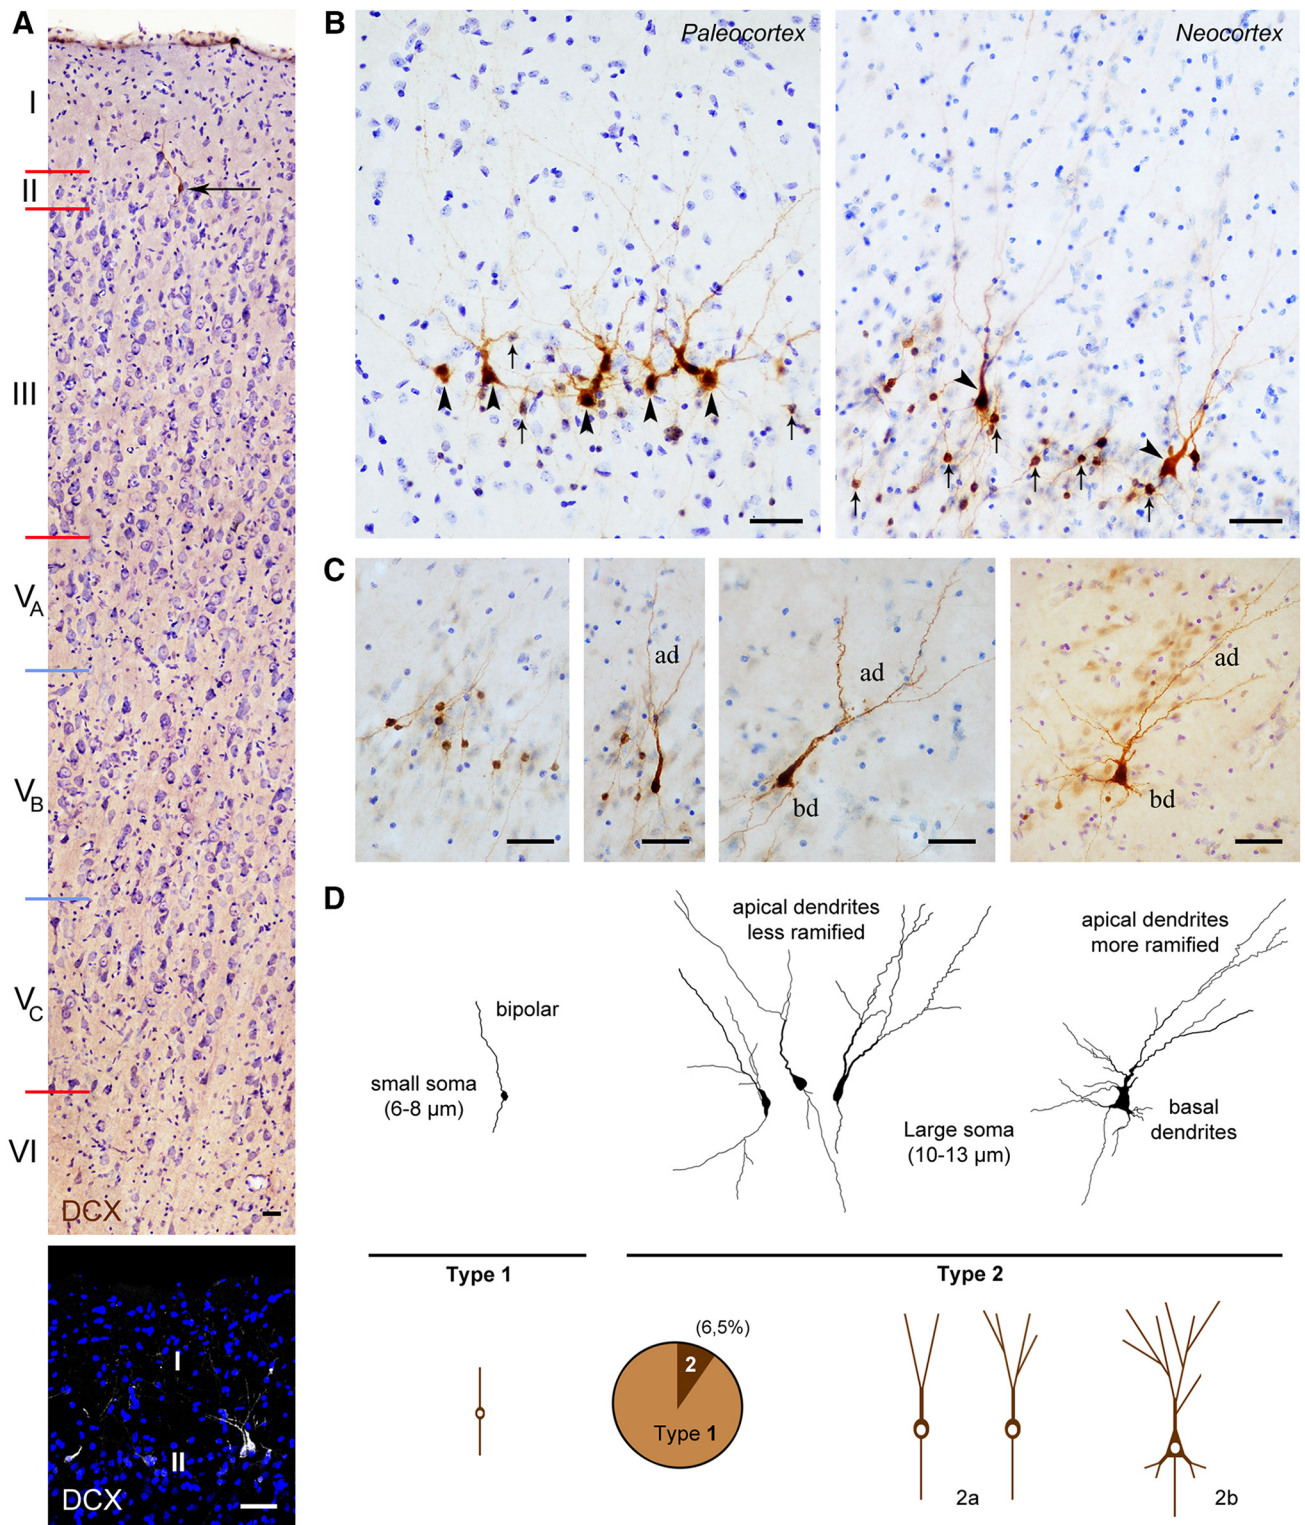 A
I
II
III
VA
VB
VC
VI
DCX
I
II
DCX
B
Paleocortex
Neocortex
C
ad
ad
bd
ad
bd
D
bipolar
small soma
(6-8 µm)
apical dendrites
less ramified
apical dendrites
more ramified
Large soma
(10-13 µm)
basal
dendrites
Type 1
Type 2
(6,5%)
2
Type 1
2a
2b